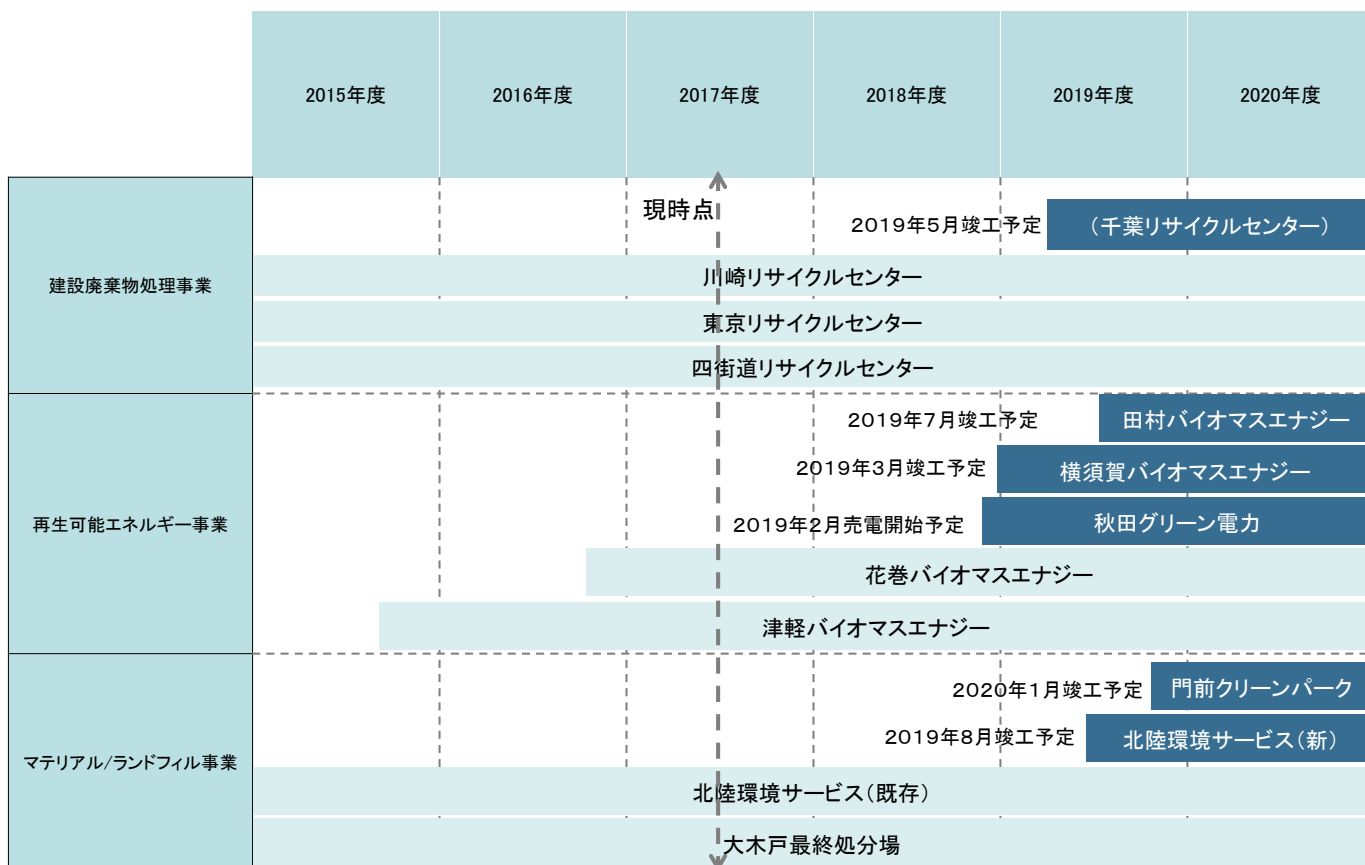 2015年度
2016年度
2017年度
2018年度
2019年度
2020年度
建設廃棄物処理事業
現時点
2019年5月竣工予定
（千葉リサイクルセンター）
川崎リサイクルセンター
東京リサイクルセンター
四街道リサイクルセンター
再生可能エネルギー事業
2019年7月竣工予定
田村バイオマスエナジー
2019年3月竣工予定
横須賀バイオマスエナジー
2019年2月売電開始予定
秋田グリーン電力
花巻バイオマスエナジー
津軽バイオマスエナジー
マテリアル/ランドフィル事業
2020年1月竣工予定
門前クリーンパーク
2019年8月竣工予定
北陸環境サービス（新）
北陸環境サービス（既存）
大木戸最終処分場